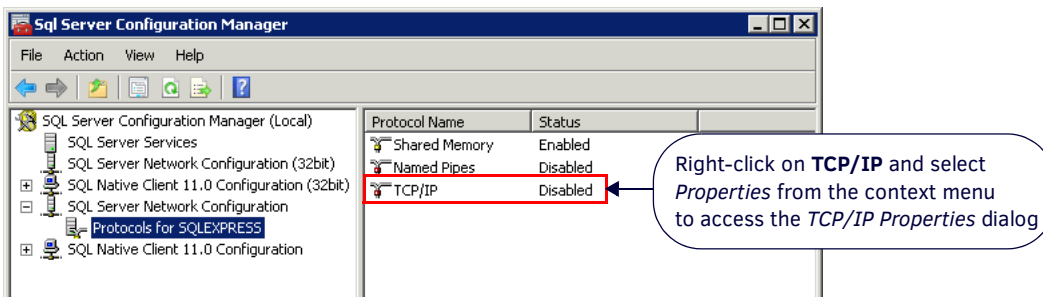 Sql Server Configuration Manager
File Action View Help
SQL Server Configuration Manager (Local)
SQL Server Services
SQL Server Network Configuration (32bit)
SQL Native Client 11.0 Configuration (32bit)
SQL Server Network Configuration
Protocols for SQLEXPRESS
SQL Native Client 11.0 Configuration
Protocol Name Status
Shared Memory Enabled
Named Pipes Disabled
TCP/IP Disabled
Right-click on TCP/IP and select
Properties from the context menu
to access the TCP/IP Properties dialog